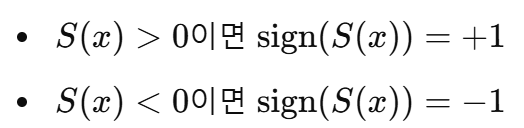 • S(x) > 0이면 sign(S(x)) = +1
• S(x) < 0이면 sign(S(x)) = −1